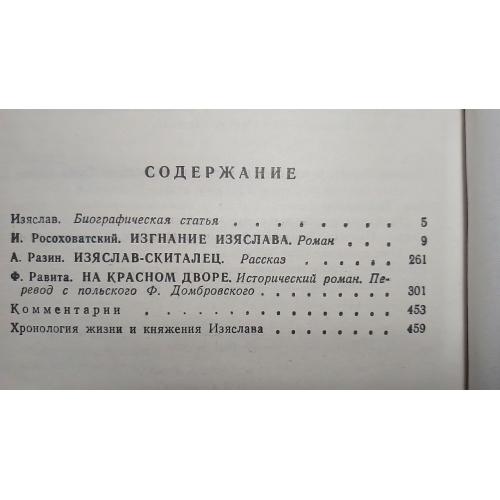 СОДЕРЖАНИЕ
Изяслав. Биографическая статья . . . . . . . . 5
И. Росоховатский. ИЗГНАНИЕ ИЗЯСЛАВА. Роман . . 9
А. Разин. ИЗЯСЛАВ-СКИТАЛЕЦ. Рассказ . . . . . 261
Ф. Равита. НА КРАСНОМ ДВОРЕ. Исторический роман. Пе-
ревод с польского Ф. Домбровского . . . . . . 301
Комментарии . . . . . . . . . . . . 453
Хронология жизни и княжения Изяслава . . . . . . 459